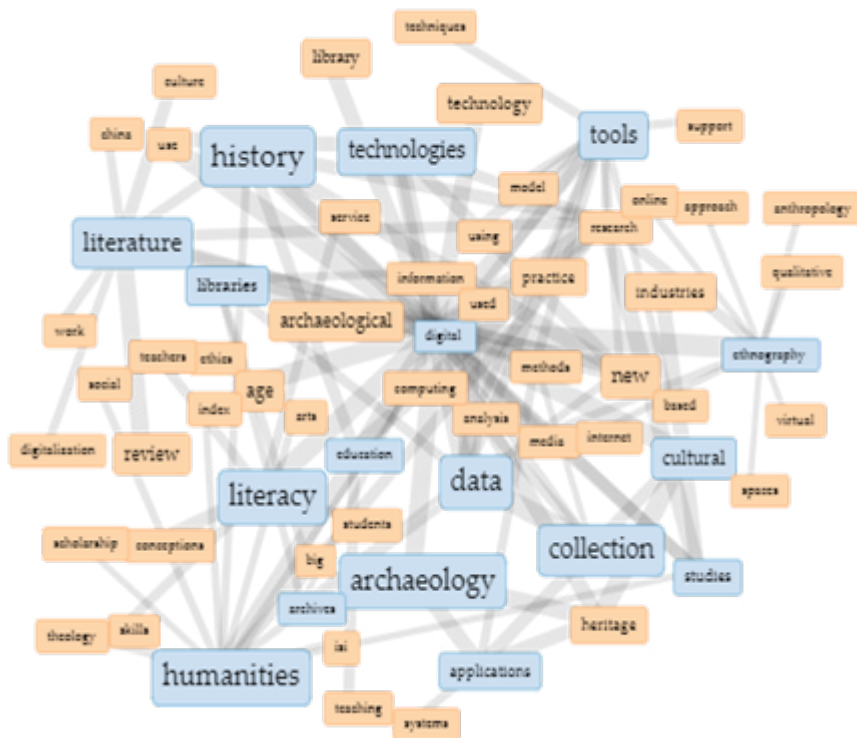 techniques
library
culture
technology
china
use
history
technologies
tools
support
model
online
approach
anthropology
service
research
using
literature
libraries
information
practice
qualitative
industries
used
archaeological
digital
work
teachers
ethics
ethnography
social
age
computing
methods
new
index
arts
analysis
based
virtual
digitalization
review
education
media
internet
cultural
literacy
data
spaces
students
scholarship
conceptions
big
collection
archaeology
studies
archives
theology
skills
heritage
isi
humanities
applications
teaching
systems